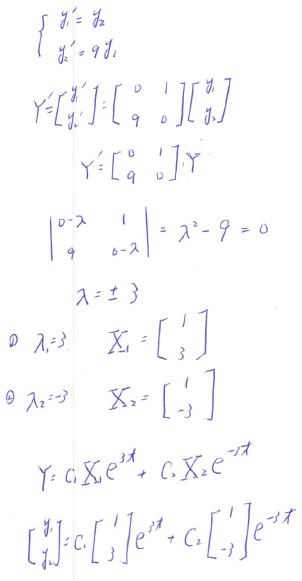 { y₁' = y₂
y₂' = 9y₁
Y' = [y₁' y₂'] = [0 1 9 0] [y₁ y₂]
Y' = [0 1 9 0] Y
|0-λ 1 9 0-λ| = λ² - 9 = 0
λ = ± 3
① λ₁=3 X₁ = [1 3]
② λ₂=-3 X₂ = [1 -3]
Y = C₁X₁e^{3t} + C₂X₂e^{-3t}
[y₁ y₂] = C₁[1 3]e^{3t} + C₂[1 -3]e^{-3t}